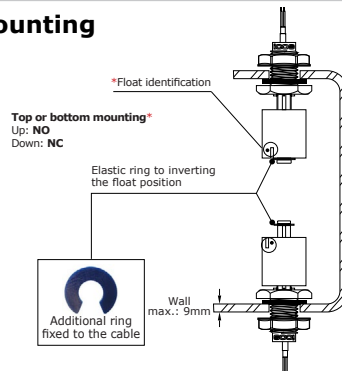 ounting
*Float identification
Top or bottom mounting*
Up: NO
Down: NC
Elastic ring to inverting
the float position
Wall
max.: 9mm
Additional ring
fixed to the cable